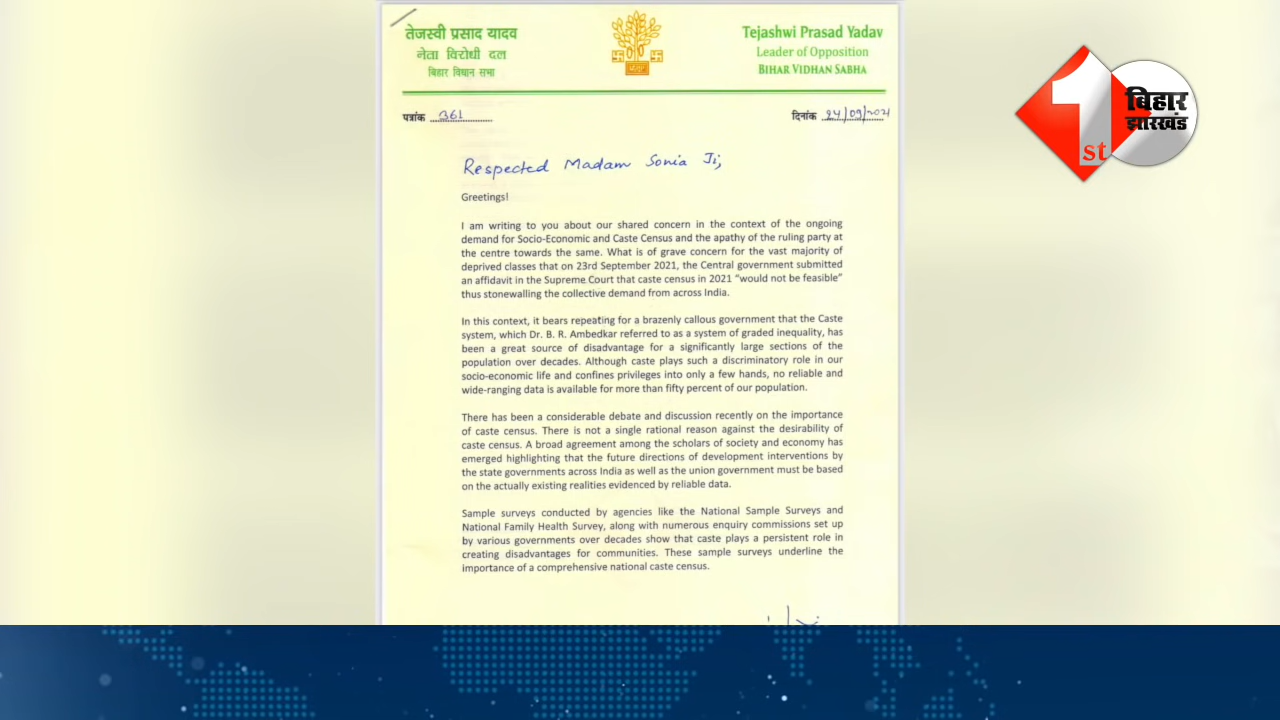 तेजस्वी प्रसाद यादव
नेता विरोधी दल
बिहार विधान सभा
Tejashwi Prasad Yadav
Leader of Opposition
BIHAR VIDHAN SABHA
पत्रांक 361
दिनांक 24/09/2021
Respected Madam Sonia Ji,
Greetings!
I am writing to you about our shared concern in the context of the ongoing
demand for Socio-Economic and Caste Census and the apathy of the ruling party at
the centre towards the same. What is of grave concern for the vast majority of
deprived classes that on 23rd September 2021, the Central government submitted
an affidavit in the Supreme Court that caste census in 2021 “would not be feasible”
thus stonewalling the collective demand from across India.
In this context, it bears repeating for a brazenly callous government that the Caste
system, which Dr. B. R. Ambedkar referred to as a system of graded inequality, has
been a great source of disadvantage for a significantly large sections of the
population over decades. Although caste plays such a discriminatory role in our
socio-economic life and confines privileges into only a few hands, no reliable and
wide-ranging data is available for more than fifty percent of our population.
There has been a considerable debate and discussion recently on the importance
of caste census. There is not a single rational reason against the desirability of
caste census. A broad agreement among the scholars of society and economy has
emerged highlighting that the future directions of development interventions by
the state governments across India as well as the union government must be based
on the actually existing realities evidenced by reliable data.
Sample surveys conducted by agencies like the National Sample Surveys and
National Family Health Survey, along with numerous enquiry commissions set up
by various governments over decades show that caste plays a persistent role in
creating disadvantages for communities. These sample surveys underline the
importance of a comprehensive national caste census.
1st
बिहार
झारखंड